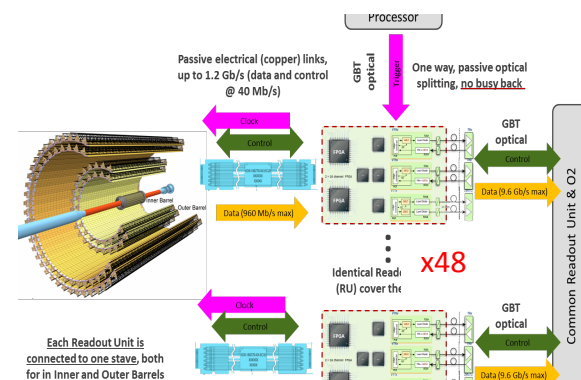 Processor
Passive electrical (copper) links,
up to 1.2 Gb/s (data and control
@ 40 Mb/s)
GBT
optical
Trigger
One way, passive optical
splitting, no busy back
Clock
Control
Data (960 Mb/s max)
Inner Barrel
Outer Barrel
FPGA
FPGA
GBT
optical
Control
Data (9.6 Gb/s max)
Common Readout Unit & O2
Identical
(RU) cover the
x48
Clock
Control
Each Readout Unit is
connected to one stave, both
for in Inner and Outer Barrels
FPGA
GBT
optical
Control
Data (9.6 Gb/s max)